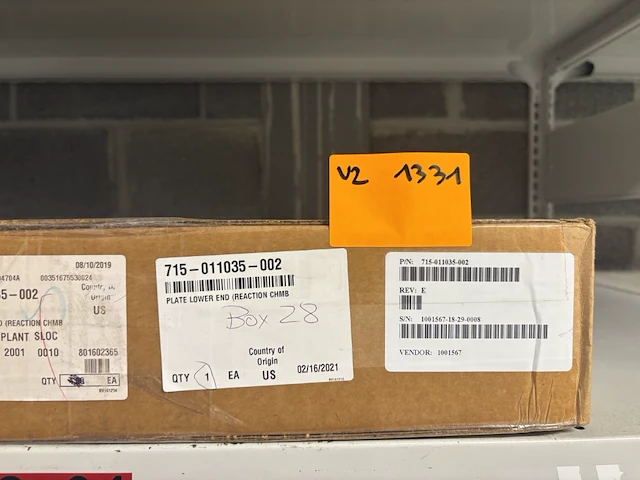 V2 1331
08/10/2019
04704A 00351675530024
5-002
Country of
Origin
US
D (REACTION CHMB
PLANT SLOC
2001 0010 801602365
QTY EA
715-011035-002
PLATE LOWER END (REACTION CHMB
Box 28
Country of
Origin
QTY 1 EA US 02/16/2021
P/N: 715-011035-002
REV: E
S/N: 1001567-18-29-0008
VENDOR: 1001567